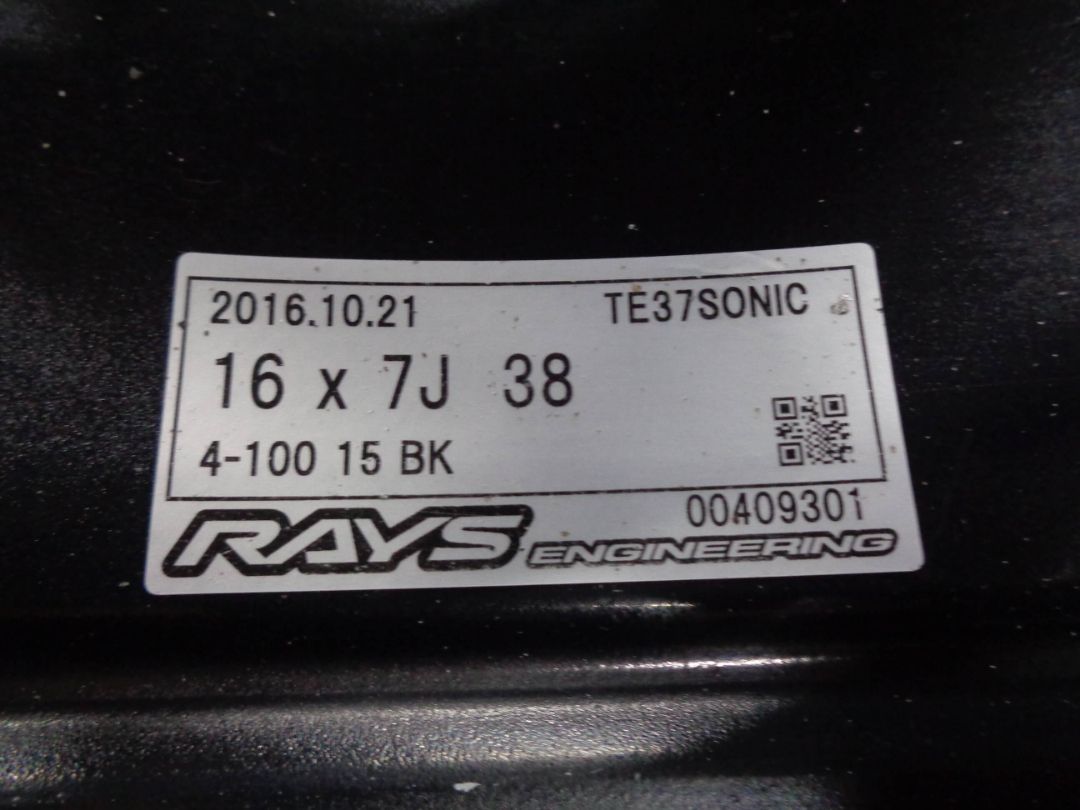 2016.10.21 TE37SONIC
16 x 7J 38
4-100 15 BK
00409301
RAYS ENGINEERING